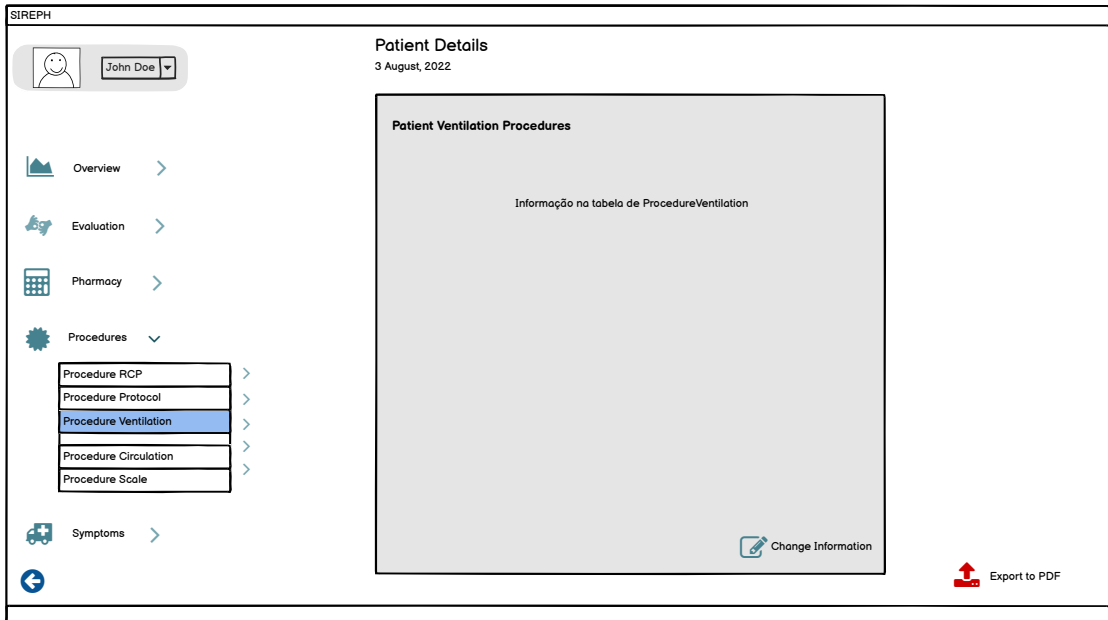 SIREPH
John Doe
Patient Details
3 August, 2022
Patient Ventilation Procedures
Informação na tabela de ProcedureVentilation
Overview
Evaluation
Pharmacy
Procedures
Procedure RCP
Procedure Protocol
Procedure Ventilation
Procedure Circulation
Procedure Scale
Symptoms
Change Information
Export to PDF